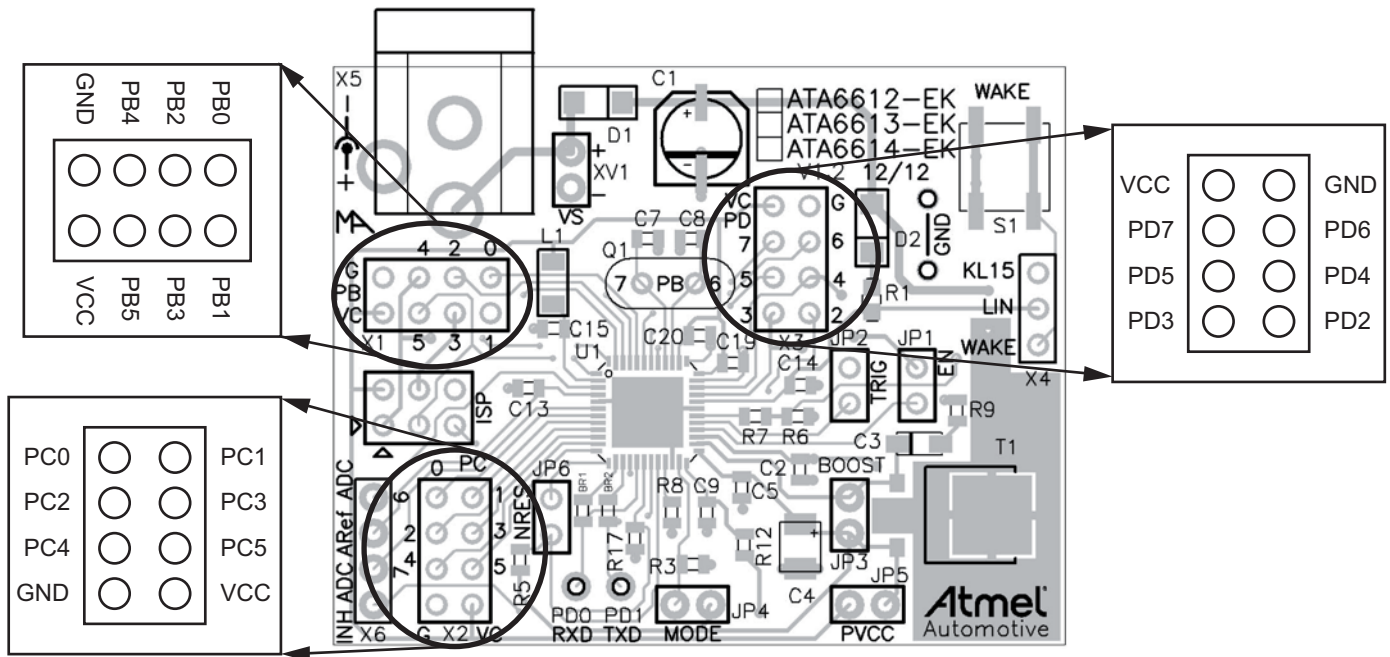 GND PB4 PB2 PB0
VCC PB5 PB3 PB1
PC0 PC1
PC2 PC3
PC4 PC5
GND VCC
X5
- +
D1
+
XV1
-
VS
C1
+
-
ATA6612-EK
ATA6613-EK
ATA6614-EK
V1.2 12/12
WAKE
S1
4 2 0
G
PB
VC
X1 5 3 1
L1
C15
U1
C7 C8
Q1
7 PB 6
C20
C19
VC G
PD
7 6
5 4
3 2
X3
D2
GND
R1
KL15
LIN
WAKE
X4
JP2
TRIG
JP1
EN
C14
R7 R6
R9
C3
T1
ISP
C13
0 PC
6 1
2 3
4 5
7
G X2 VC
INH ADC ARef ADC
X6
JP6
NRES
R5
BR1 BR2
R17
PD0 PD1
RXD TXD
R8 C9
R3
JP4
MODE
C2
C5
R12
+
C4
BOOST
JP3
JP5
PVCC
Atmel
Automotive
VCC GND
PD7 PD6
PD5 PD4
PD3 PD2